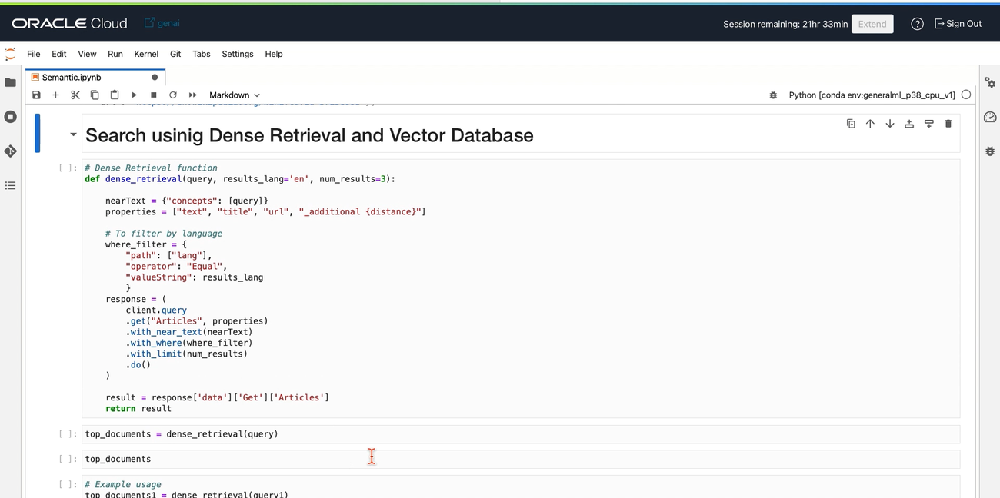 ORACLE Cloud genai Session remaining: 21hr 33min Extend ? Sign Out
File Edit View Run Kernel Git Tabs Settings Help
Semantic.ipynb
Markdown Python [conda env:generalml_p38_cpu_v1]
Search usinig Dense Retrieval and Vector Database
[ ]: # Dense Retrieval function
def dense_retrieval(query, results_lang='en', num_results=3):
nearText = {"concepts": [query]}
properties = ["text", "title", "url", "_additional {distance}"]
# To filter by language
where_filter = {
"path": ["lang"],
"operator": "Equal",
"valueString": results_lang
}
response = (
client.query
.get("Articles", properties)
.with_near_text(nearText)
.with_where(where_filter)
.with_limit(num_results)
.do()
)
result = response['data']['Get']['Articles']
return result
[ ]: top_documents = dense_retrieval(query)
[ ]: top_documents
[ ]: # Example usage
top_documents1 = dense_retrieval(query1)